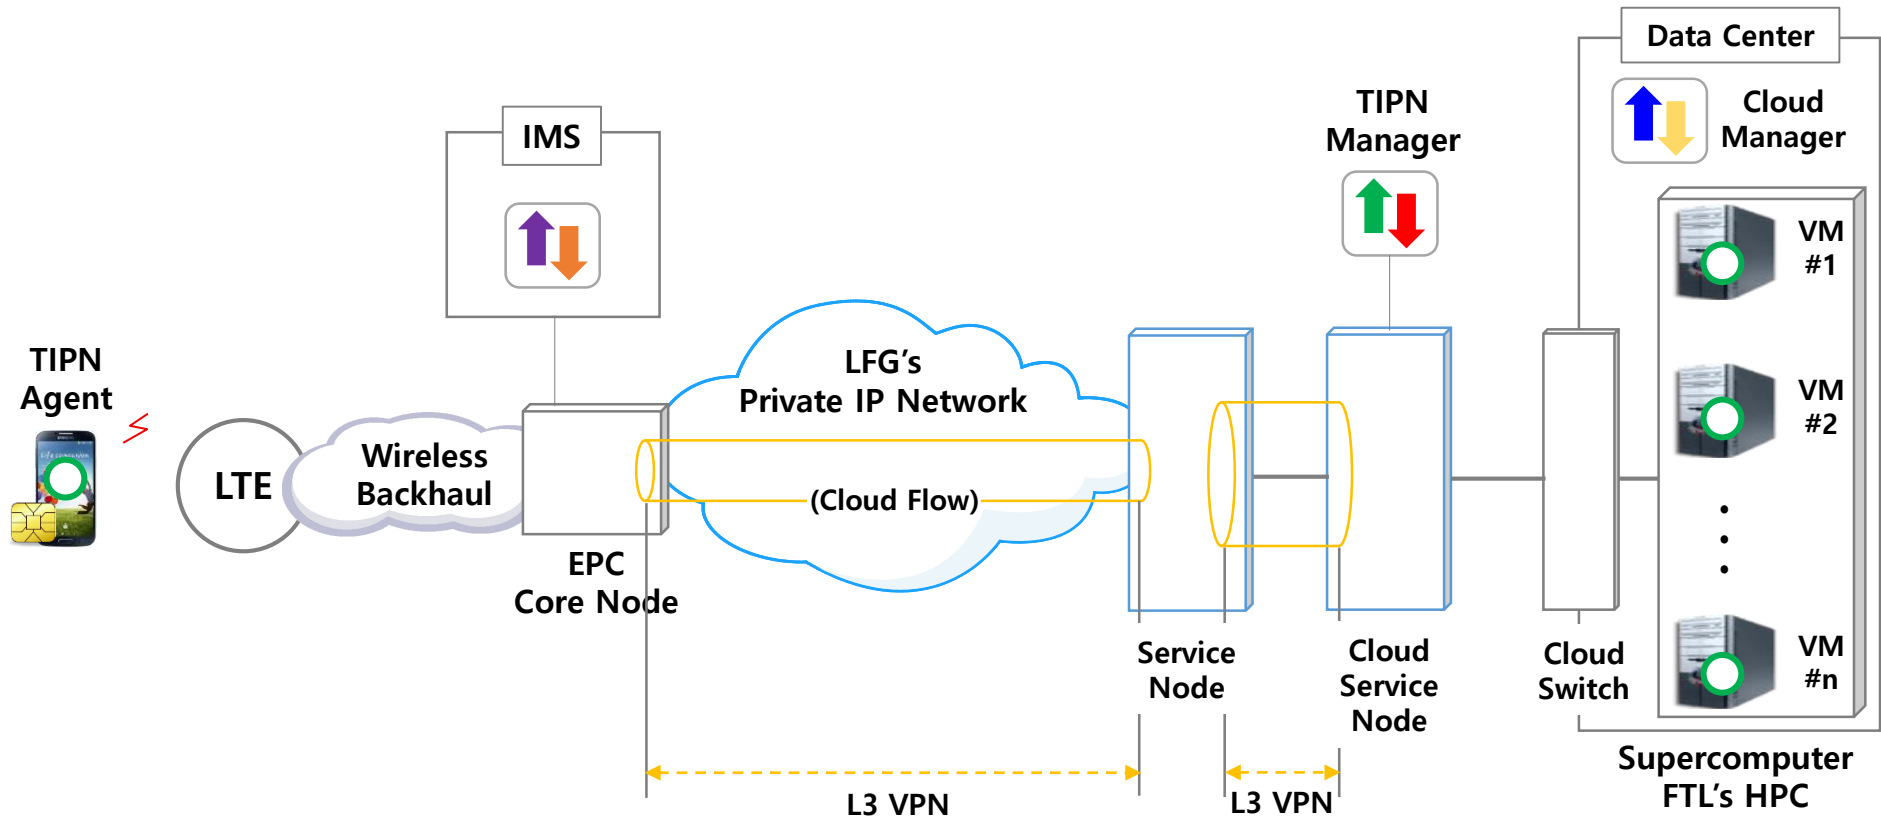 Data Center
Cloud
Manager
TIPN
Manager
IMS
VM
#1
VM
#2
VM
#n
TIPN
Agent
LTE
Wireless
Backhaul
LFG's
Private IP Network
(Cloud Flow)
EPC
Core Node
Service
Node
Cloud
Service
Node
Cloud
Switch
Supercomputer
FTL's HPC
L3 VPN
L3 VPN